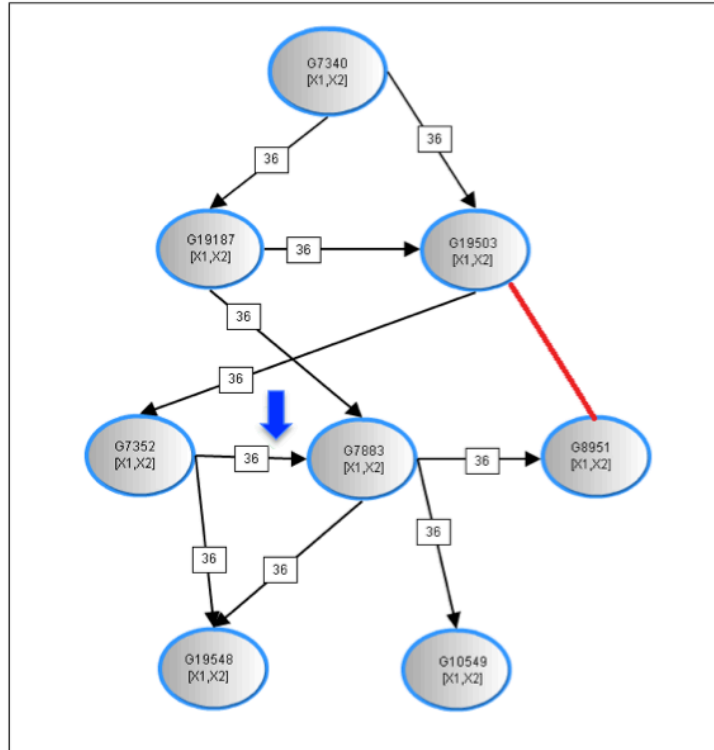 G7340
[X1,X2]
36
36
G19187
[X1,X2]
36
G19503
[X1,X2]
36
36
G7352
[X1,X2]
36
G7883
[X1,X2]
36
G8951
[X1,X2]
36
36
36
G19548
[X1,X2]
G10549
[X1,X2]